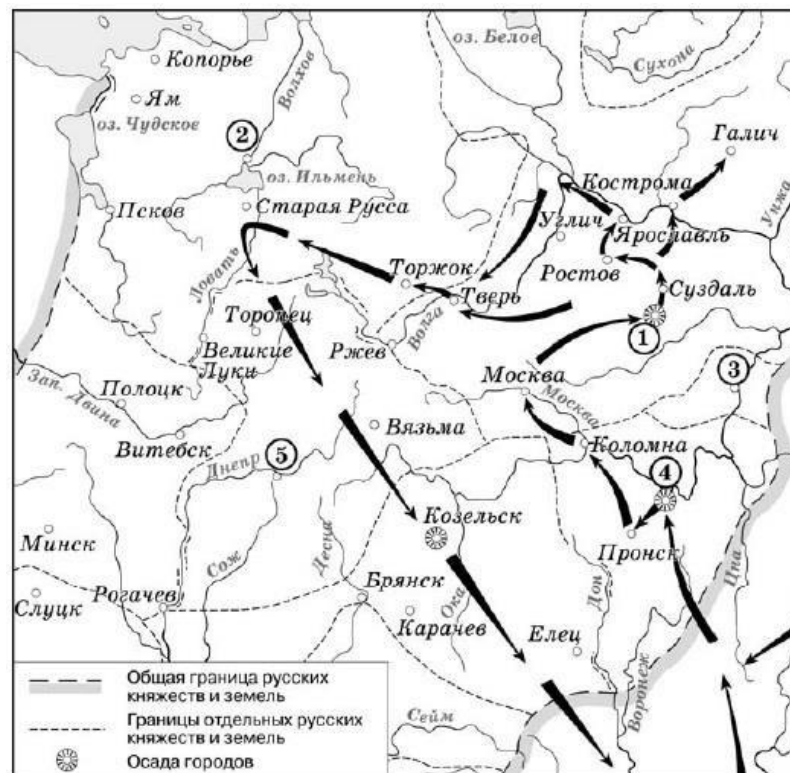 оз. Белое
Сухона
Копорье
Волхов
Ям
оз. Чудское
2
Галич
оз. Ильмень
Кострома
Псков
Старая Русса
Углич
Ярославль
Унжа
Ловать
Торжок
Ростов
Тверь
Суздаль
Торопец
Волга
1
Ржев
Великие
Луки
3
Зап. Двина
Полоцк
Москва
Москва
Вязьма
Витебск
Коломна
Днепр
5
4
Козельск
Минск
Десна
Пронск
Цна
Сож
Слуцк
Рогачев
Брянск
Ока
Дон
Карачев
Елец
Воронеж
Сейм
Общая граница русских
княжеств и земель
Границы отдельных русских
княжеств и земель
Осада городов